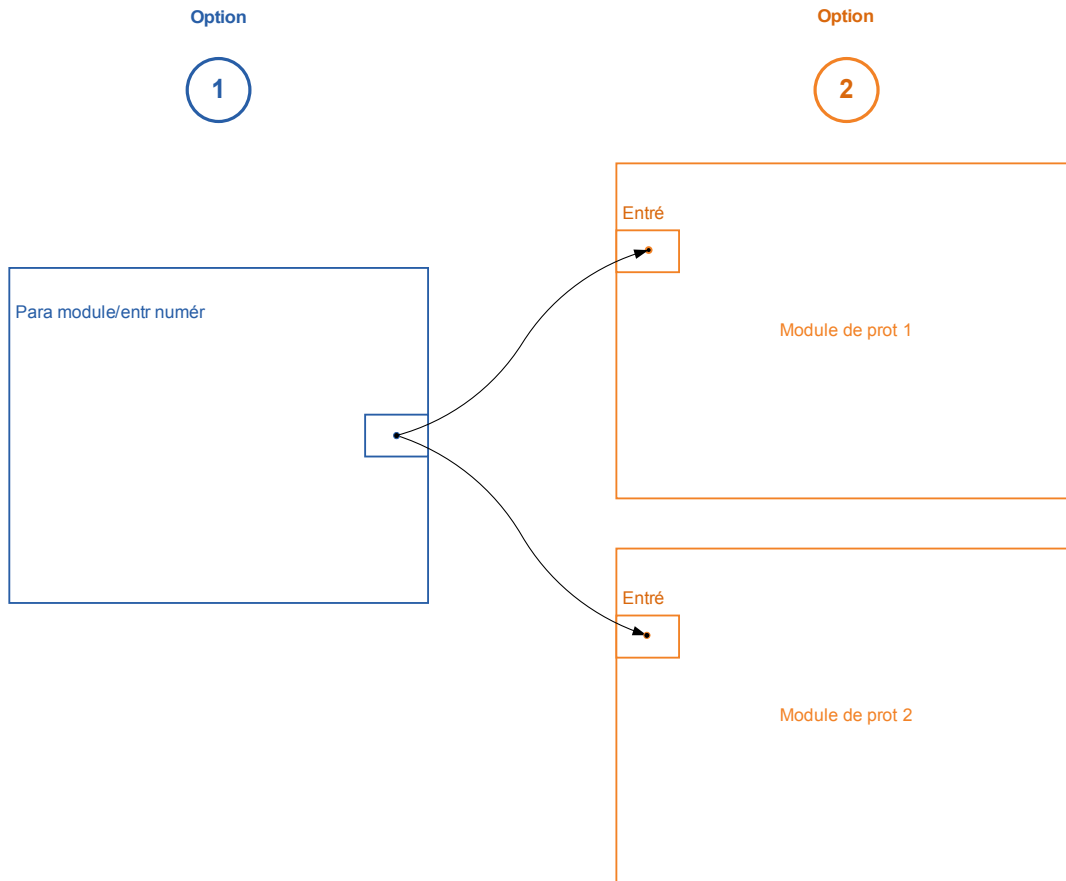 Option
Option
1
2
Entré
Para module/entr numér
Module de prot 1
Entré
Module de prot 2